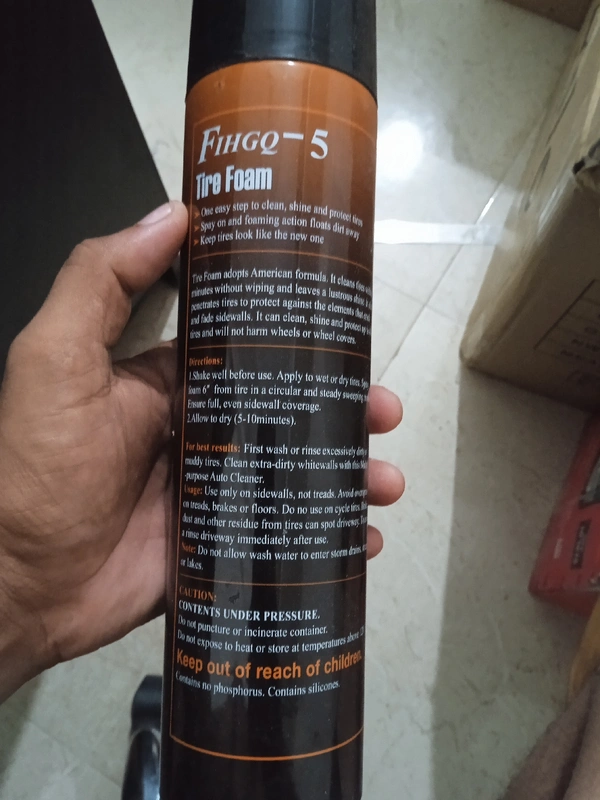 FIHGQ-5
Tire Foam
One easy step to clean, shine and protect tires
Spay on and foaming action floats dirt away
Keep tires look like the new one
Tire Foam adopts American formula. It cleans tires
minutes without wiping and leaves a lustrous shine
penetrates tires to protect against the elements that
and fade sidewalls. It can clean, shine and protect
tires and will not harm wheels or wheel covers.
Directions:
1.Shake well before use. Apply to wet or dry tires.
foam 6" from tire in a circular and steady sweeping
Ensure full, even sidewall coverage.
2.Allow to dry (5-10minutes).
For best results: First wash or rinse excessively dirty
muddy tires. Clean extra-dirty whitewalls with this
-purpose Auto Cleaner.
Usage: Use only on sidewalls, not treads. Avoid
on treads, brakes or floors. Do no use on cycle tires.
dust and other residue from tires can spot driveway.
a rinse driveway immediately after use.
Note: Do not allow wash water to enter storm drains,
or lakes.
CAUTION:
CONTENTS UNDER PRESSURE.
Do not puncture or incinerate container.
Do not expose to heat or store at temperatures above
Keep out of reach of children.
Contains no phosphorus. Contains silicones.